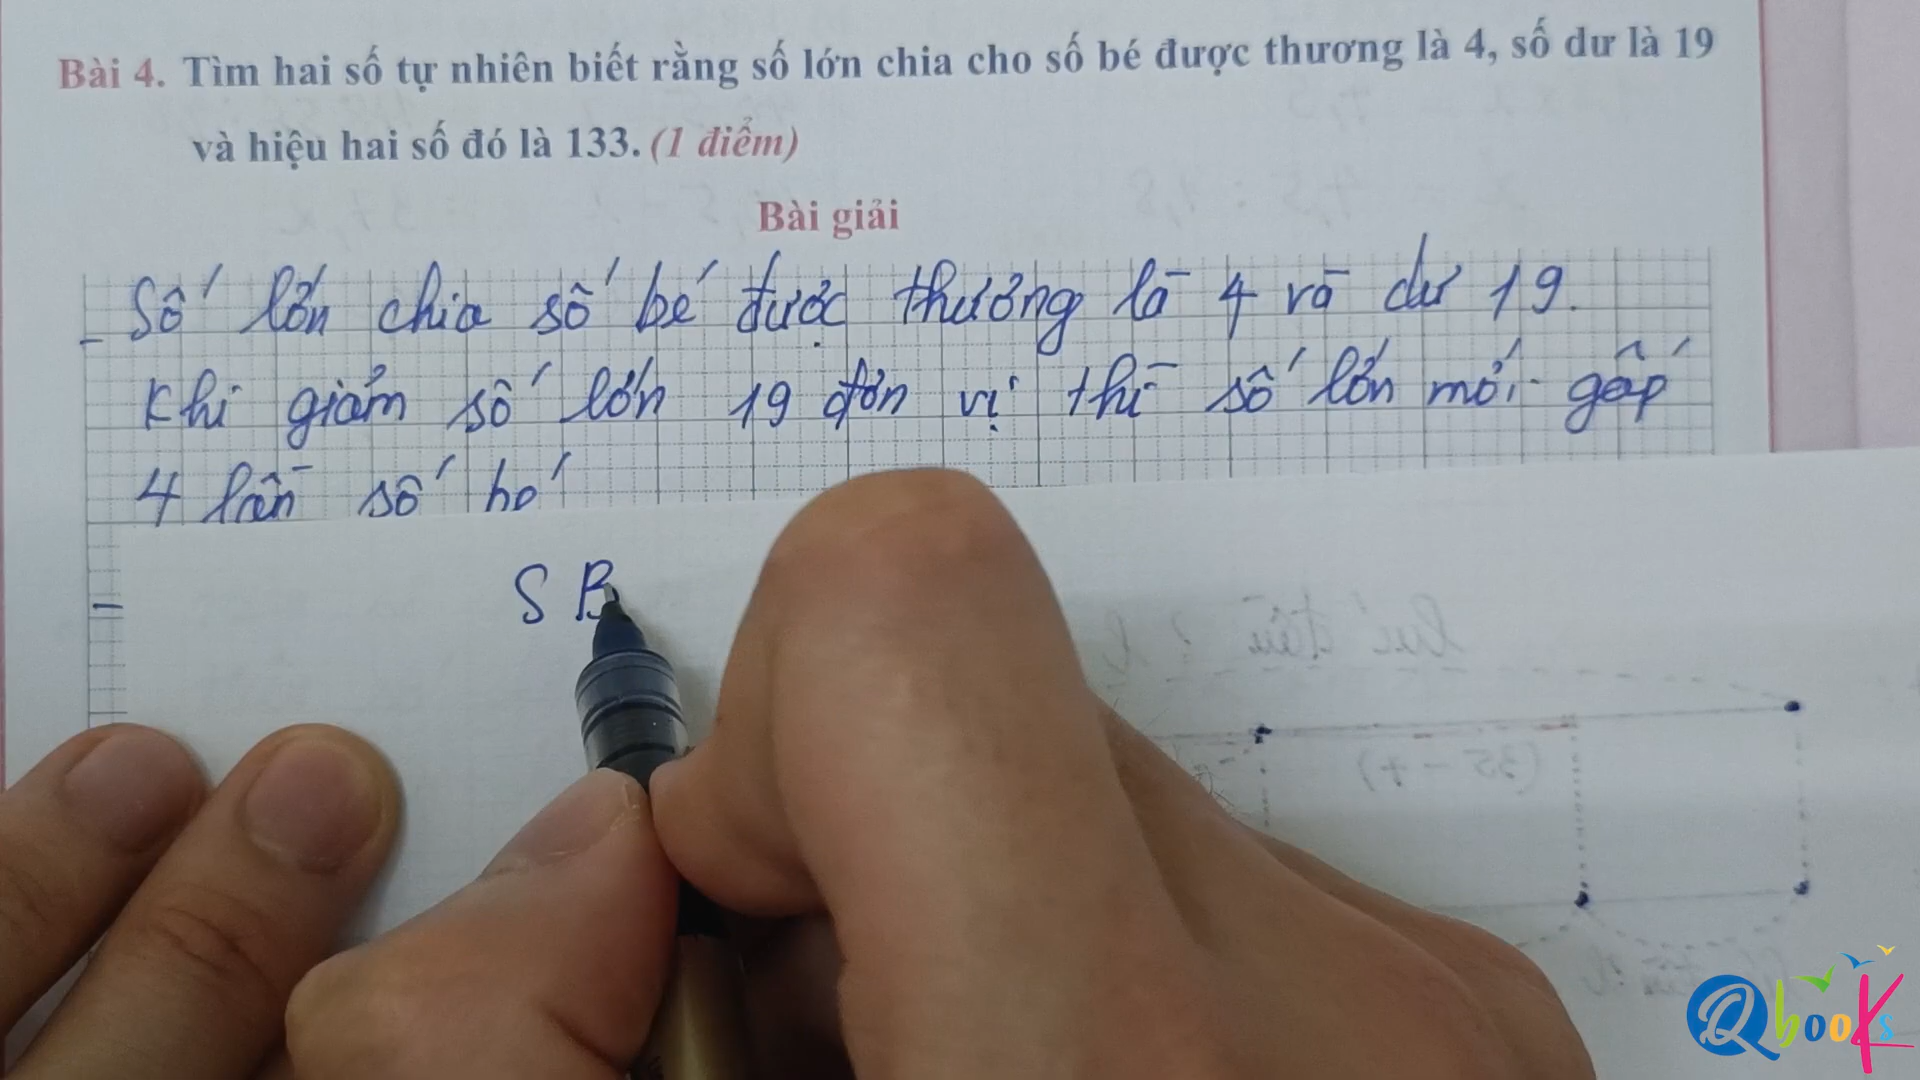 Bài 4. Tìm hai số tự nhiên biết rằng số lớn chia cho số bé được thương là 4, số dư là 19
và hiệu hai số đó là 133. (1 điểm)
Bài giải
- Số lớn chia số bé được thương là 4 và dư 19.
Khi giảm số lớn 19 đơn vị thì số lớn mới gấp
4 lần số bé
SB
(35 - +)
Qbooks